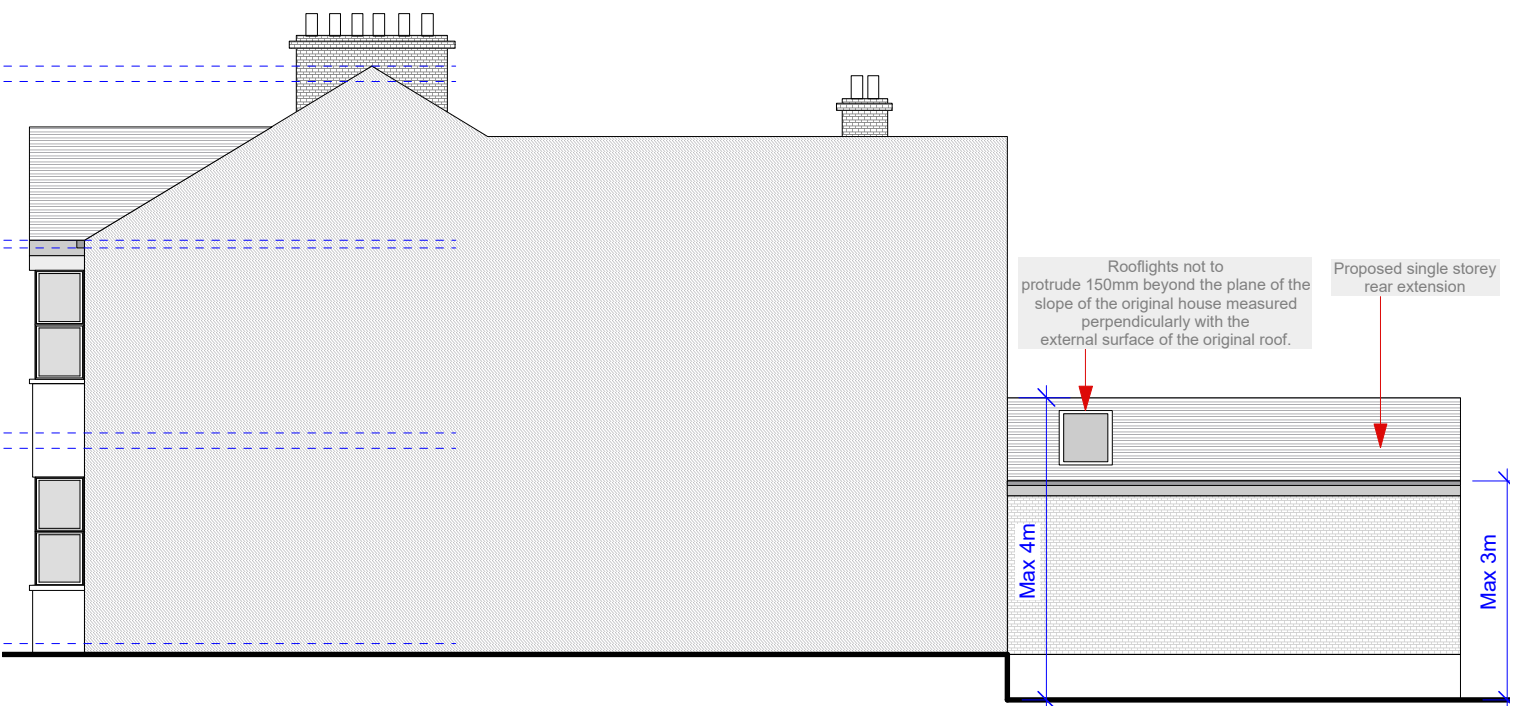 Rooflights not to
protrude 150mm beyond the plane of the
slope of the original house measured
perpendicularly with the
external surface of the original roof.
Proposed single storey
rear extension
Max 4m
Max 3m